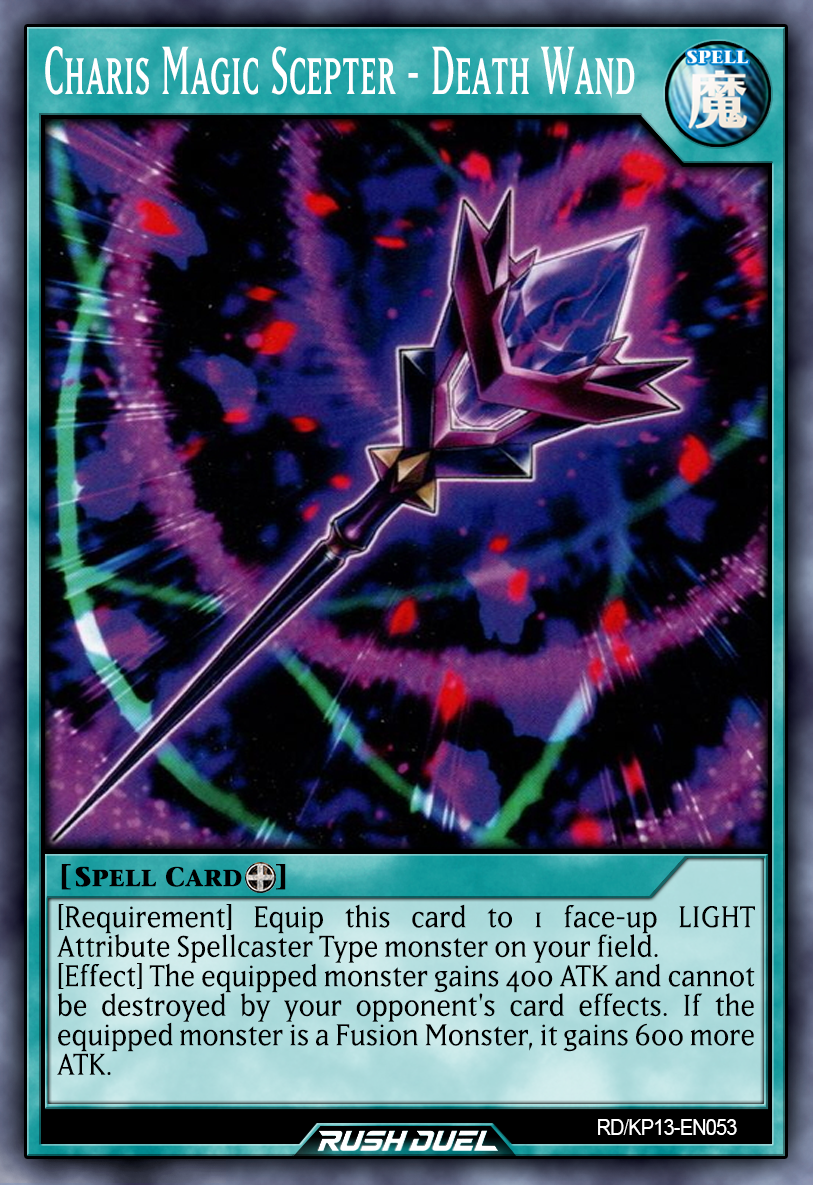 Charis Magic Scepter - Death Wand
SPELL
魔
[Spell Card]
[Requirement] Equip this card to 1 face-up LIGHT
Attribute Spellcaster Type monster on your field.
[Effect] The equipped monster gains 400 ATK and cannot
be destroyed by your opponent's card effects. If the
equipped monster is a Fusion Monster, it gains 600 more
ATK.
RD/KP13-EN053
RUSH DUEL